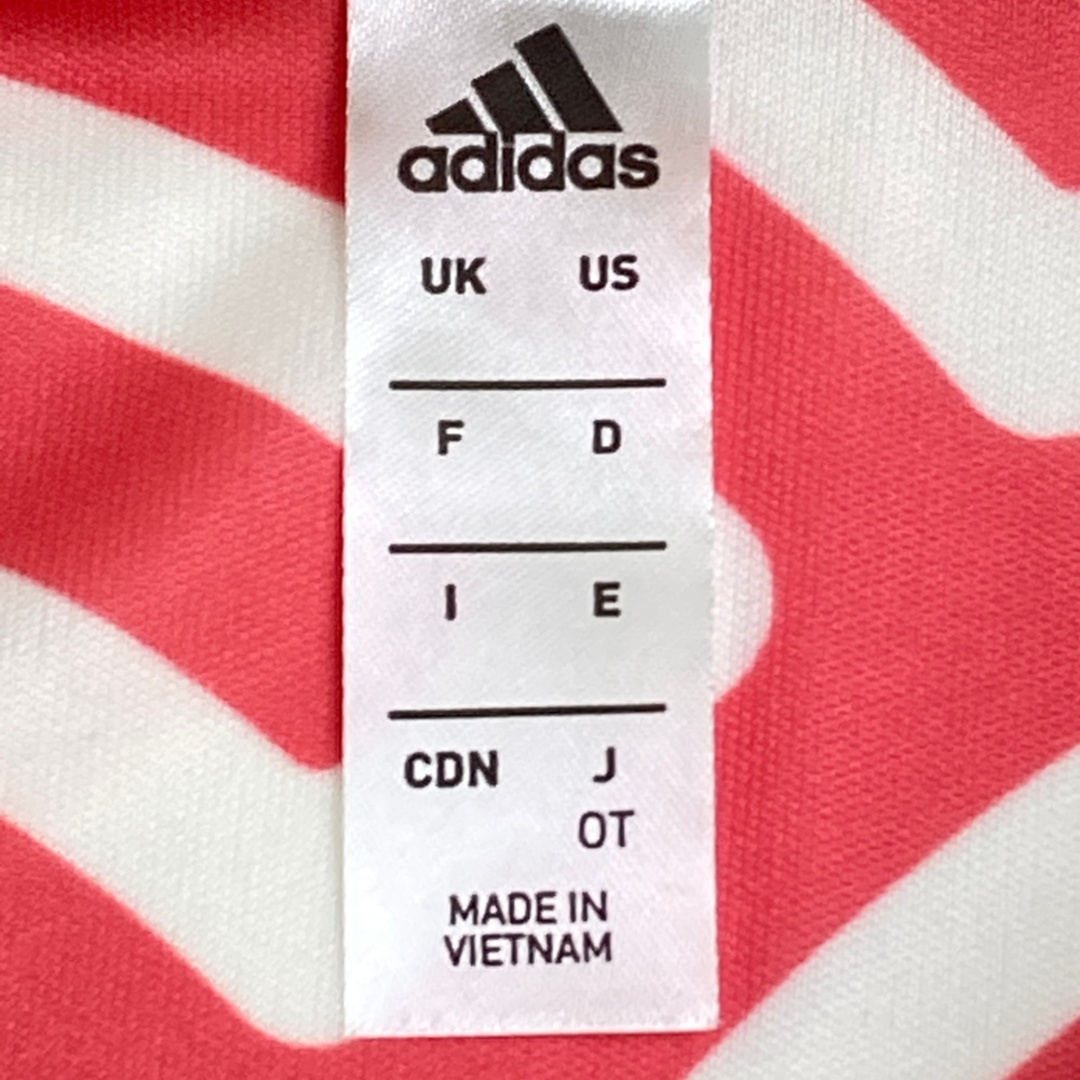 adidas
UK US
F D
I E
CDN J
OT
MADE IN
VIETNAM